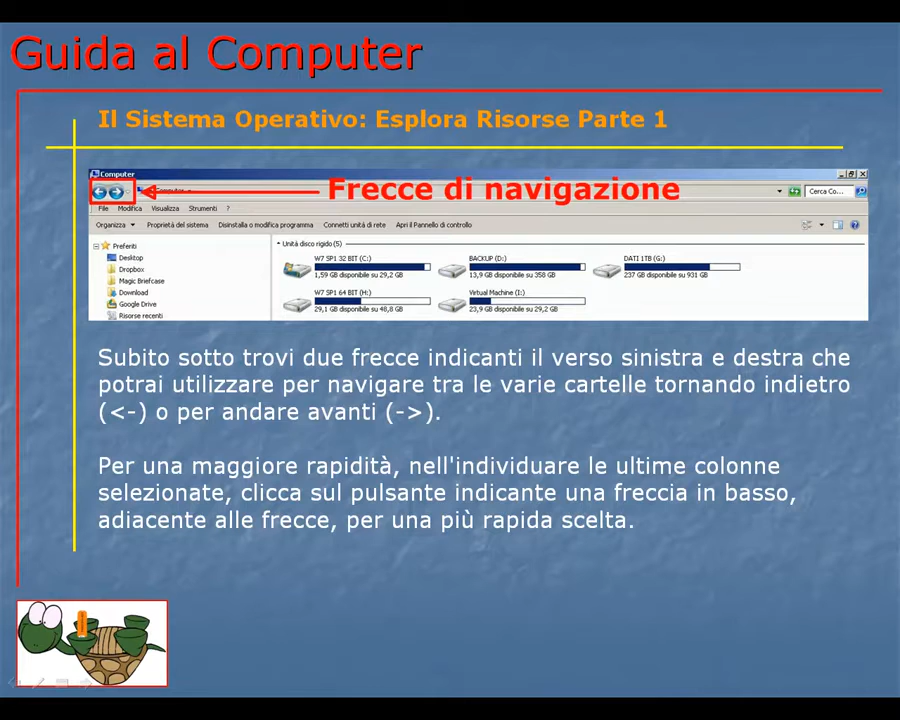 Guida al Computer
Il Sistema Operativo: Esplora Risorse Parte 1
Computer
Computer
Frecce di navigazione
Cerca Co...
File Modifica Visualizza Strumenti ?
Organizza Proprietà del sistema Disinstalla o modifica programma Connetti unità di rete Apri il Pannello di controllo
Preferiti
Desktop
Dropbox
Magic Briefcase
Download
Google Drive
Risorse recenti
Unità disco rigido (5)
W7 SP1 32 BIT (C:)
1,59 GB disponibile su 29,2 GB
BACKUP (D:)
13,9 GB disponibile su 358 GB
DATI 1TB (G:)
237 GB disponibile su 931 GB
W7 SP1 64 BIT (H:)
29,1 GB disponibile su 48,8 GB
Virtual Machine (I:)
23,9 GB disponibile su 29,2 GB
Subito sotto trovi due frecce indicanti il verso sinistra e destra che
potrai utilizzare per navigare tra le varie cartelle tornando indietro
(<-) o per andare avanti (->).
Per una maggiore rapidità, nell'individuare le ultime colonne
selezionate, clicca sul pulsante indicante una freccia in basso,
adiacente alle frecce, per una più rapida scelta.